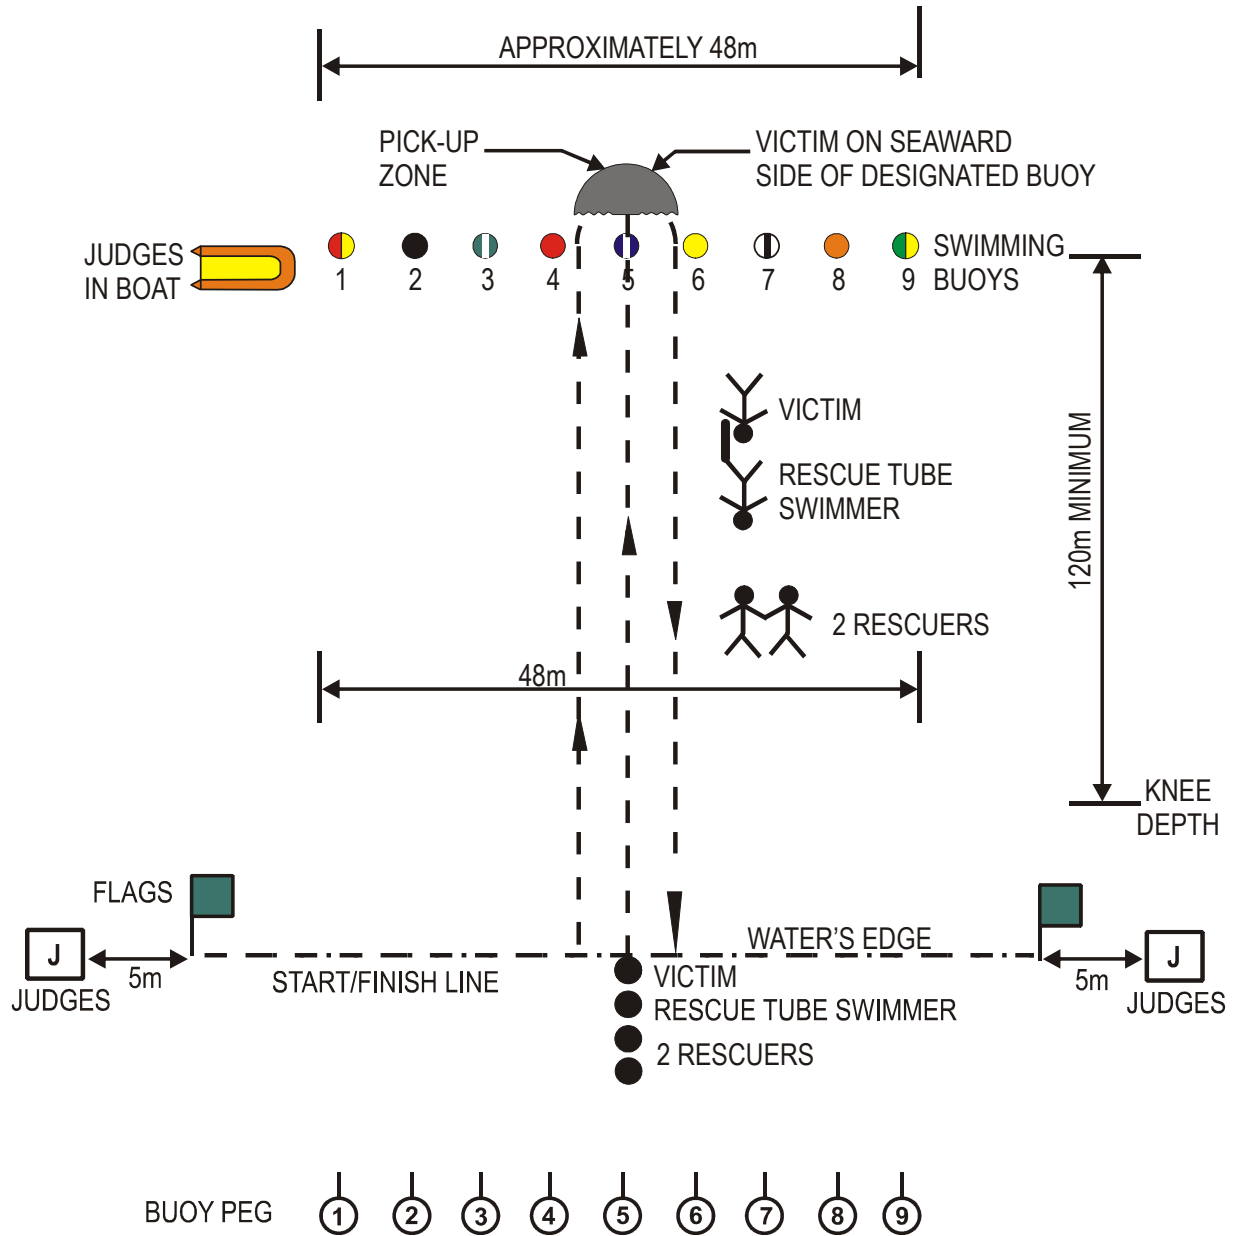 APPROXIMATELY 48m
PICK-UP
ZONE
VICTIM ON SEAWARD
SIDE OF DESIGNATED BUOY
JUDGES
IN BOAT
SWIMMING
BUOYS
1 2 3 4 5 6 7 8 9
VICTIM
RESCUE TUBE
SWIMMER
120m MINIMUM
2 RESCUERS
48m
KNEE
DEPTH
FLAGS
WATER'S EDGE
J
5m
JUDGES
START/FINISH LINE
VICTIM
RESCUE TUBE SWIMMER
2 RESCUERS
J
5m
JUDGES
BUOY PEG 1 2 3 4 5 6 7 8 9